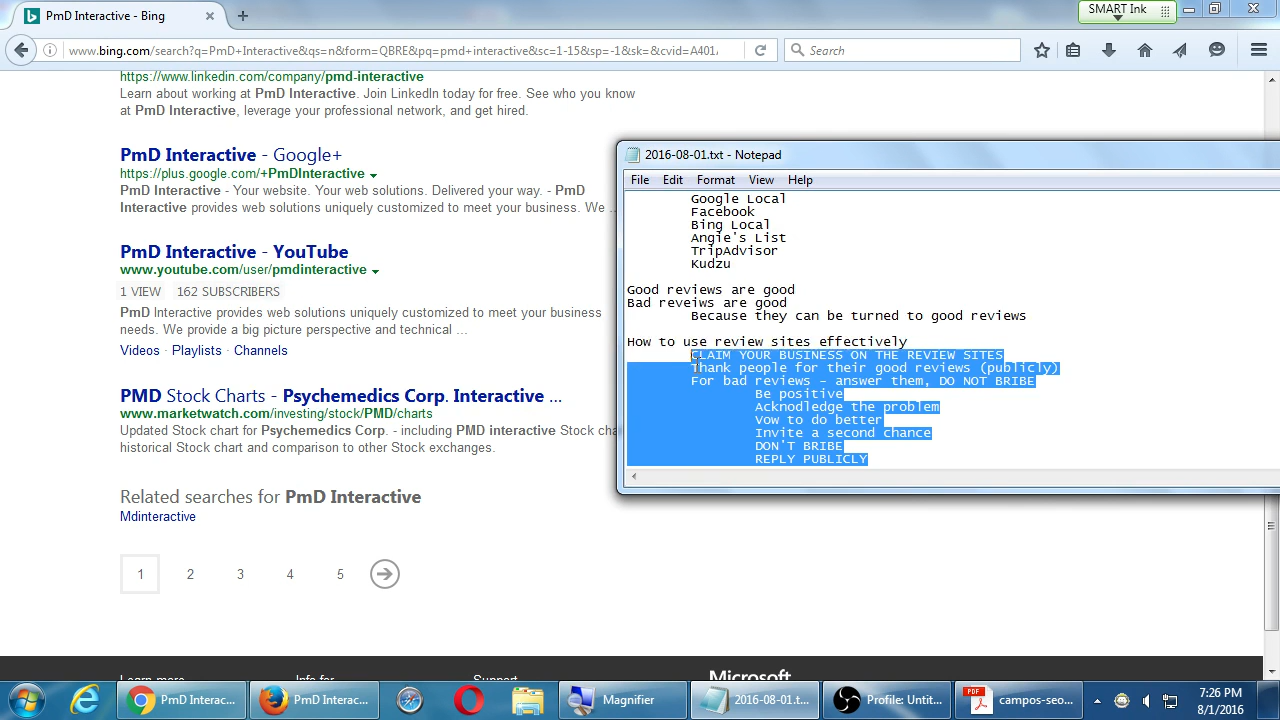 PmD Interactive - Bing
SMART Ink
www.bing.com/search?q=PmD+Interactive&qs=n&form=QBRE&pq=pmd+interactive&sc=1-15&sp=-1&sk=&cvid=A401
Search
https://www.linkedin.com/company/pmd-interactive
Learn about working at PmD Interactive. Join LinkedIn today for free. See who you know
at PmD Interactive, leverage your professional network, and get hired.
PmD Interactive - Google+
https://plus.google.com/+PmDInteractive
PmD Interactive - Your website. Your web solutions. Delivered your way. - PmD
Interactive provides web solutions uniquely customized to meet your business. We ...
PmD Interactive - YouTube
www.youtube.com/user/pmdinteractive
1 VIEW 162 SUBSCRIBERS
PmD Interactive provides web solutions uniquely customized to meet your business
needs. We provide a big picture perspective and technical ...
Videos · Playlists · Channels
PMD Stock Charts - Psychemedics Corp. Interactive ...
www.marketwatch.com/investing/stock/PMD/charts
Updated Stock chart for Psychemedics Corp. - including PMD interactive Stock cha
historical Stock chart and comparison to other Stock exchanges.
Related searches for PmD Interactive
Mdinteractive
1 2 3 4 5
Learn more Info for Support Microsoft
2016-08-01.txt - Notepad
File Edit Format View Help
Google Local
Facebook
Bing Local
Angie's List
TripAdvisor
Kudzu
Good reviews are good
Bad reveiws are good
Because they can be turned to good reviews
How to use review sites effectively
CLAIM YOUR BUSINESS ON THE REVIEW SITES
Thank people for their good reviews (publicly)
For bad reviews - answer them, DO NOT BRIBE
Be positive
Acknodledge the problem
Vow to do better
Invite a second chance
DON'T BRIBE
REPLY PUBLICLY
PmD Interac...
PmD Interac...
Magnifier
2016-08-01.t...
Profile: Untit...
PDF
campos-seo...
7:26 PM
8/1/2016